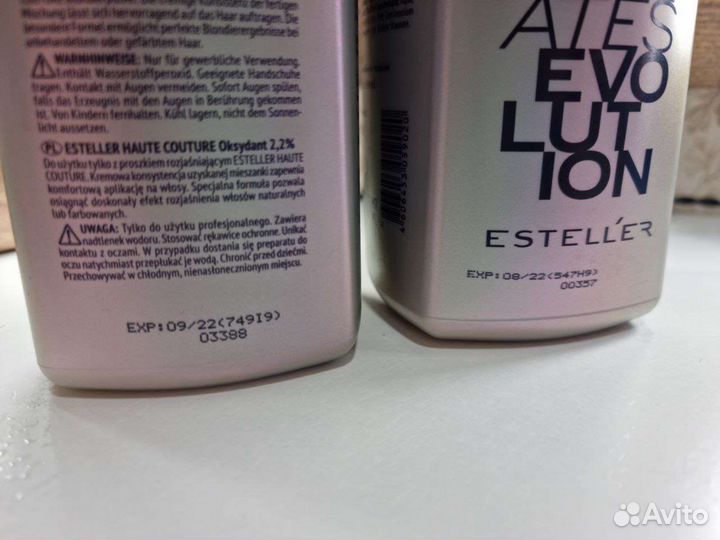 Mischung lässt sich hervorragend auf das Haar auftragen. Die
besondere Formel ermöglicht perfekte Blondierergebnisse bei
unbehandeltem oder gefärbtem Haar.
WARNHINWEISE: Nur für gewerbliche Verwendung.
Enthält Wasserstoffperoxid. Geeignete Handschuhe
tragen. Kontakt mit Augen vermeiden. Sofort Augen spülen,
falls das Erzeugnis mit den Augen in Berührung gekommen
ist. Von Kindern fernhalten. Kühl lagern, nicht dem Sonnen-
licht aussetzen.
PL ESTELLER HAUTE COUTURE Oksydant 2,2%
Do użytku tylko z proszkiem rozjaśniającym ESTELLER HAUTE
COUTURE. Kremowa konsystencja uzyskanej mieszanki zapewnia
komfortową aplikację na włosy. Specjalna formuła pozwala
osiągnąć doskonały efekt rozjaśnienia włosów naturalnych
lub farbowanych.
UWAGA: Tylko do użytku profesjonalnego. Zawiera
nadtlenek wodoru. Stosować rękawice ochronne. Unikać
kontaktu z oczami. W przypadku dostania się preparatu do
oczu natychmiast przepłukać je wodą. Chronić przed dziećmi.
Przechowywać w chłodnym, nienasłonecznionym miejscu.
EXP:09/22(749I9)
03388
ATES
EVO
LUT
ION
ESTELL'ER
EXP:08/22(547H9)
00357
4606453059020
Avito